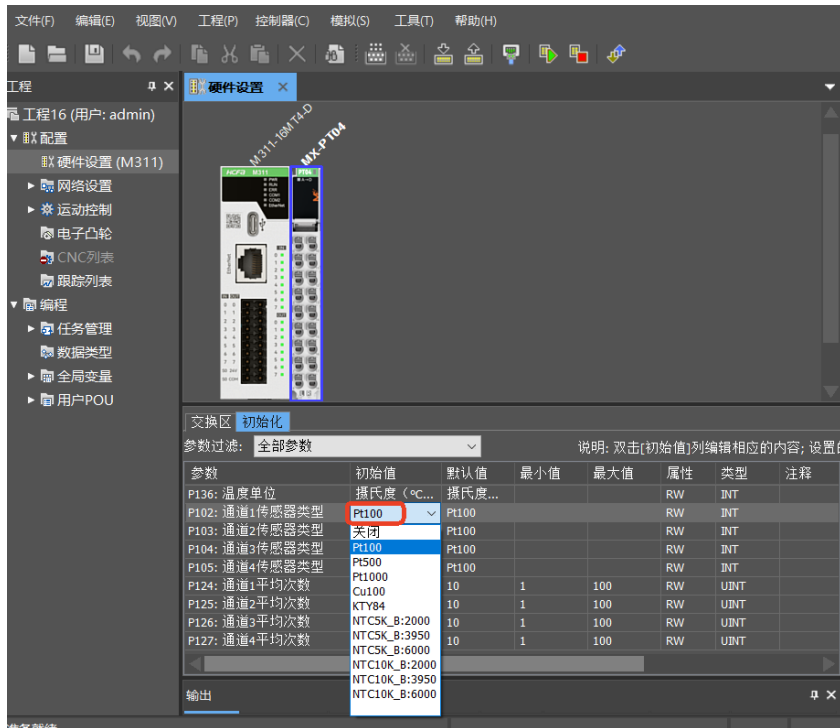 文件(F) 编辑(E) 视图(V) 工程(P) 控制器(C) 模拟(S) 工具(T) 帮助(H)
工程
硬件设置
工程16 (用户: admin)
配置
硬件设置 (M311)
网络设置
运动控制
电子凸轮
CNC列表
跟踪列表
编程
任务管理
数据类型
全局变量
用户POU
M311-16MT4-D
MX-PT04
HCFA M311
PT04
PWR
RUN
ERR
COM1
COM2
EtherNet
EtherNet
IN
OUT
IN OUT
交换区 初始化
参数过滤: 全部参数 说明: 双击[初始值]列编辑相应的内容; 设置
参数 初始值 默认值 最小值 最大值 属性 类型 注释
P136: 温度单位 摄氏度（℃... 摄氏度... RW INT
P102: 通道1传感器类型 Pt100 Pt100 RW INT
P103: 通道2传感器类型 Pt100 RW INT
P104: 通道3传感器类型 Pt100 RW INT
P105: 通道4传感器类型 Pt100 RW INT
P124: 通道1平均次数 10 1 100 RW UINT
P125: 通道2平均次数 10 1 100 RW UINT
P126: 通道3平均次数 10 1 100 RW UINT
P127: 通道4平均次数 10 1 100 RW UINT
关闭
Pt100
Pt500
Pt1000
Cu100
KTY84
NTC5K_B:2000
NTC5K_B:3950
NTC5K_B:6000
NTC10K_B:2000
NTC10K_B:3950
NTC10K_B:6000
输出